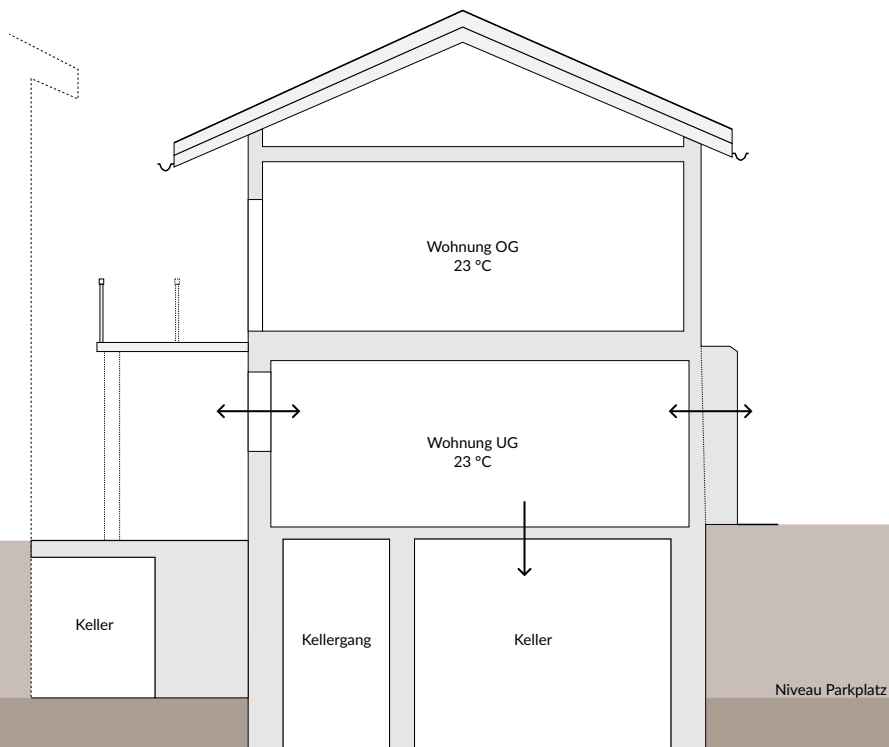 Wohnung OG
23 °C
Wohnung UG
23 °C
Keller
Kellergang
Keller
Niveau Parkplatz